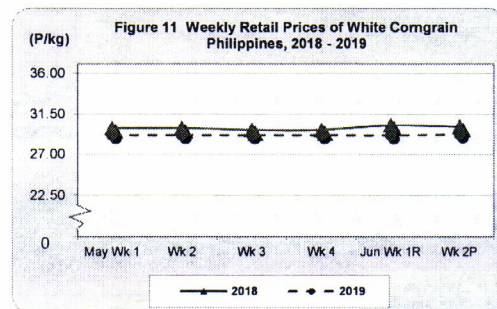 Figure 11 Weekly Retail Prices of White Corngrain
Philippines, 2018 - 2019
(P/kg)
36.00
31.50
27.00
22.50
0
May Wk 1 Wk 2 Wk 3 Wk 4 Jun Wk 1R Wk 2P
2018 2019